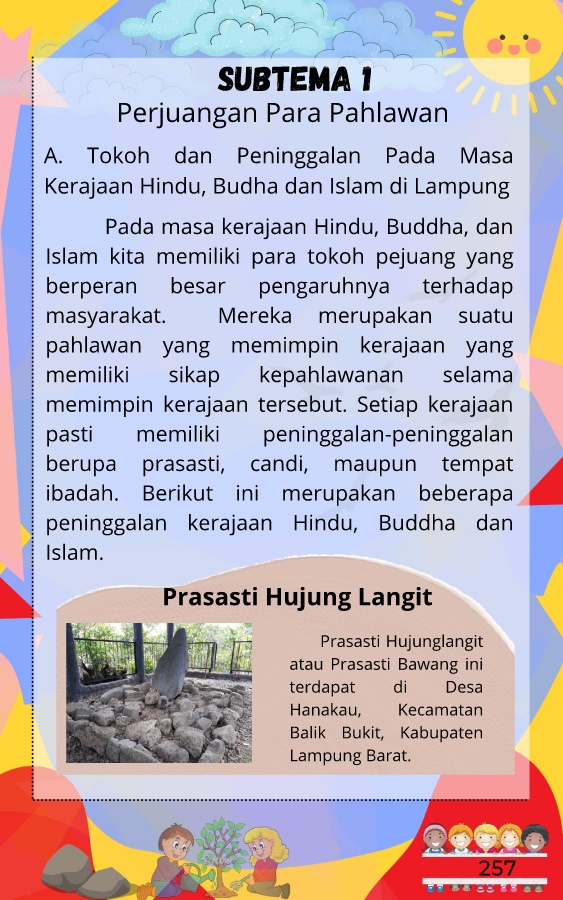 SUBTEMA 1
Perjuangan Para Pahlawan
A. Tokoh dan Peninggalan Pada Masa
Kerajaan Hindu, Budha dan Islam di Lampung
Pada masa kerajaan Hindu, Buddha, dan
Islam kita memiliki para tokoh pejuang yang
berperan besar pengaruhnya terhadap
masyarakat. Mereka merupakan suatu
pahlawan yang memimpin kerajaan yang
memiliki sikap kepahlawanan selama
memimpin kerajaan tersebut. Setiap kerajaan
pasti memiliki peninggalan-peninggalan
berupa prasasti, candi, maupun tempat
ibadah. Berikut ini merupakan beberapa
peninggalan kerajaan Hindu, Buddha dan
Islam.
Prasasti Hujung Langit
Prasasti Hujunglangit
atau Prasasti Bawang ini
terdapat di Desa
Hanakau, Kecamatan
Balik Bukit, Kabupaten
Lampung Barat.
257